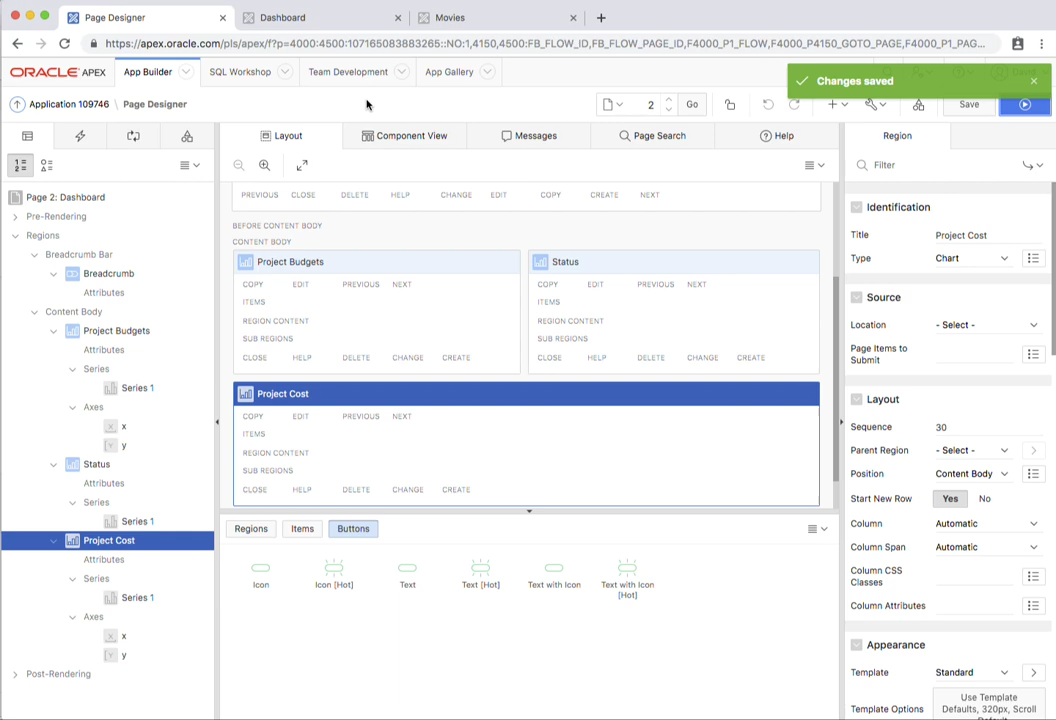 Page Designer
Dashboard
Movies
https://apex.oracle.com/pls/apex/f?p=4000:4500:107165083883265::NO:1,4150,4500:FB_FLOW_ID,FB_FLOW_PAGE_ID,F4000_P1_FLOW,F4000_P4150_GOTO_PAGE,F4000_P1_PAG...
ORACLE APEX
App Builder
SQL Workshop
Team Development
App Gallery
Changes saved
Application 109746 \ Page Designer
2
Go
Save
Layout
Component View
Messages
Page Search
Help
Region
Filter
Page 2: Dashboard
Pre-Rendering
Regions
Breadcrumb Bar
Breadcrumb
Attributes
Content Body
Project Budgets
Attributes
Series
Series 1
Axes
x
y
Status
Attributes
Series
Series 1
Project Cost
Attributes
Series
Series 1
Axes
x
y
Post-Rendering
PREVIOUS CLOSE DELETE HELP CHANGE EDIT COPY CREATE NEXT
BEFORE CONTENT BODY
CONTENT BODY
Project Budgets
COPY EDIT PREVIOUS NEXT
ITEMS
REGION CONTENT
SUB REGIONS
CLOSE HELP DELETE CHANGE CREATE
Status
COPY EDIT PREVIOUS NEXT
ITEMS
REGION CONTENT
SUB REGIONS
CLOSE HELP DELETE CHANGE CREATE
Project Cost
COPY EDIT PREVIOUS NEXT
ITEMS
REGION CONTENT
SUB REGIONS
CLOSE HELP DELETE CHANGE CREATE
Regions
Items
Buttons
Icon
Icon [Hot]
Text
Text [Hot]
Text with Icon
Text with Icon
[Hot]
Identification
Title Project Cost
Type Chart
Source
Location - Select -
Page Items to
Submit
Layout
Sequence 30
Parent Region - Select -
Position Content Body
Start New Row Yes No
Column Automatic
Column Span Automatic
Column CSS
Classes
Column Attributes
Appearance
Template Standard
Template Options
Use Template
Defaults, 320px, Scroll